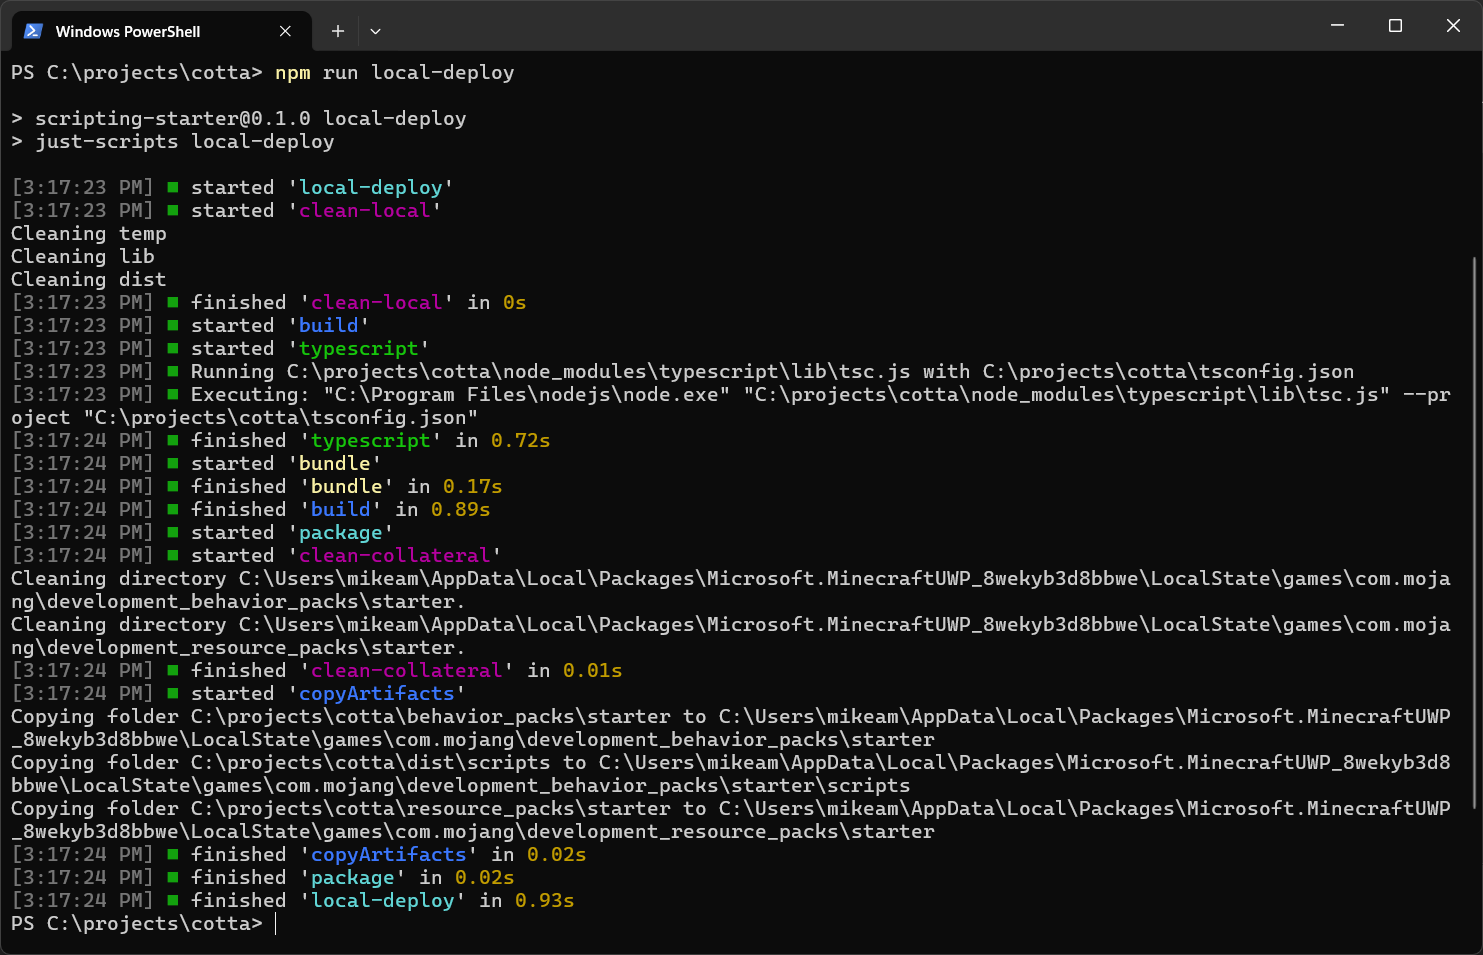 Windows PowerShell
PS C:\projects\cotta> npm run local-deploy
> scripting-starter@0.1.0 local-deploy
> just-scripts local-deploy
[3:17:23 PM] ■ started 'local-deploy'
[3:17:23 PM] ■ started 'clean-local'
Cleaning temp
Cleaning lib
Cleaning dist
[3:17:23 PM] ■ finished 'clean-local' in 0s
[3:17:23 PM] ■ started 'build'
[3:17:23 PM] ■ started 'typescript'
[3:17:23 PM] ■ Running C:\projects\cotta\node_modules\typescript\lib\tsc.js with C:\projects\cotta\tsconfig.json
[3:17:23 PM] ■ Executing: "C:\Program Files\nodejs\node.exe" "C:\projects\cotta\node_modules\typescript\lib\tsc.js" --pr
oject "C:\projects\cotta\tsconfig.json"
[3:17:24 PM] ■ finished 'typescript' in 0.72s
[3:17:24 PM] ■ started 'bundle'
[3:17:24 PM] ■ finished 'bundle' in 0.17s
[3:17:24 PM] ■ finished 'build' in 0.89s
[3:17:24 PM] ■ started 'package'
[3:17:24 PM] ■ started 'clean-collateral'
Cleaning directory C:\Users\mikeam\AppData\Local\Packages\Microsoft.MinecraftUWP_8wekyb3d8bbwe\LocalState\games\com.moja
ng\development_behavior_packs\starter.
Cleaning directory C:\Users\mikeam\AppData\Local\Packages\Microsoft.MinecraftUWP_8wekyb3d8bbwe\LocalState\games\com.moja
ng\development_resource_packs\starter.
[3:17:24 PM] ■ finished 'clean-collateral' in 0.01s
[3:17:24 PM] ■ started 'copyArtifacts'
Copying folder C:\projects\cotta\behavior_packs\starter to C:\Users\mikeam\AppData\Local\Packages\Microsoft.MinecraftUWP
_8wekyb3d8bbwe\LocalState\games\com.mojang\development_behavior_packs\starter
Copying folder C:\projects\cotta\dist\scripts to C:\Users\mikeam\AppData\Local\Packages\Microsoft.MinecraftUWP_8wekyb3d8
bbwe\LocalState\games\com.mojang\development_behavior_packs\starter\scripts
Copying folder C:\projects\cotta\resource_packs\starter to C:\Users\mikeam\AppData\Local\Packages\Microsoft.MinecraftUWP
_8wekyb3d8bbwe\LocalState\games\com.mojang\development_resource_packs\starter
[3:17:24 PM] ■ finished 'copyArtifacts' in 0.02s
[3:17:24 PM] ■ finished 'package' in 0.02s
[3:17:24 PM] ■ finished 'local-deploy' in 0.93s
PS C:\projects\cotta>